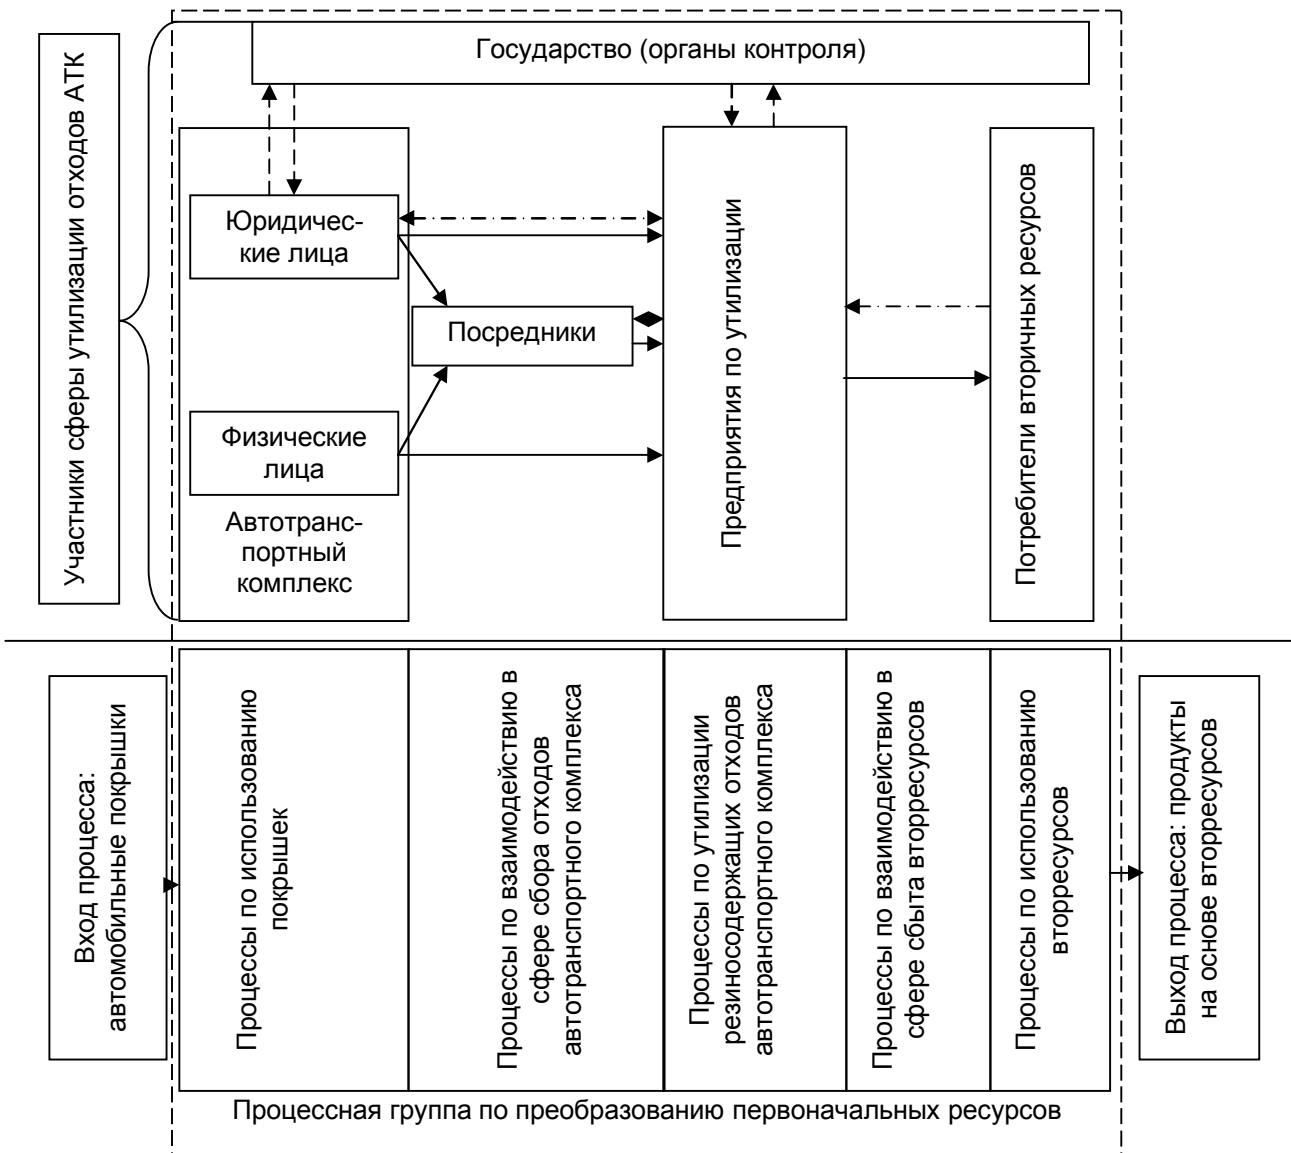 Государство (органы контроля)
Участники сферы утилизации отходов АТК
Юридичес-
кие лица
Посредники
Физические
лица
Автотранс-
портный
комплекс
Предприятия по утилизации
Потребители вторичных ресурсов
Вход процесса:
автомобильные покрышки
Процессы по использованию
покрышек
Процессы по взаимодействию в
сфере сбора отходов
автотранспортного комплекса
Процессы по утилизации
резиносодержащих отходов
автотранспортного комплекса
Процессы по взаимодействию в
сфере сбыта вторресурсов
Процессы по использованию
вторресурсов
Выход процесса: продукты
на основе вторресурсов
Процессная группа по преобразованию первоначальных ресурсов